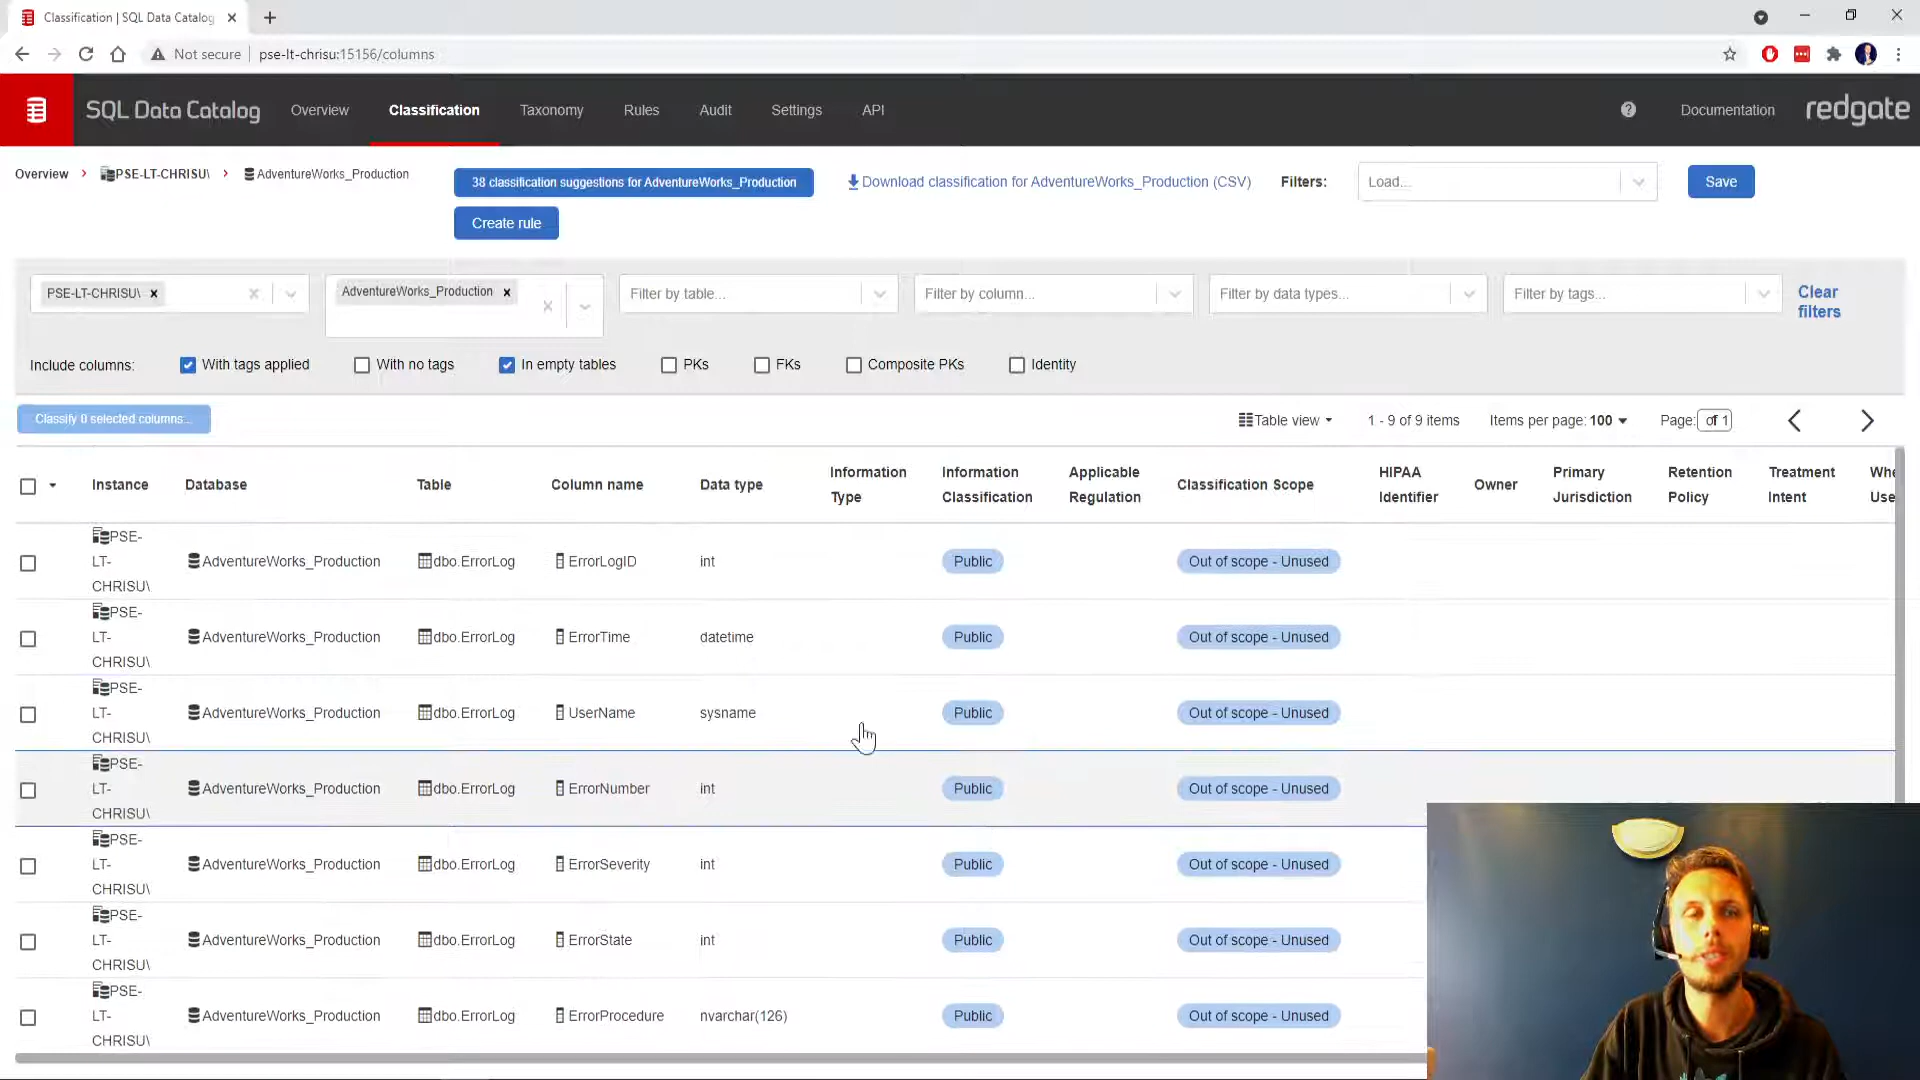 Classification | SQL Data Catalog
Not secure pse-lt-chrisu:15156/columns
SQL Data Catalog Overview Classification Taxonomy Rules Audit Settings API Documentation redgate
Overview > PSE-LT-CHRISU\ > AdventureWorks_Production
38 classification suggestions for AdventureWorks_Production
Download classification for AdventureWorks_Production (CSV)
Filters: Load... Save
Create rule
PSE-LT-CHRISU\ AdventureWorks_Production Filter by table... Filter by column... Filter by data types... Filter by tags...
Clear
filters
Include columns: With tags applied With no tags In empty tables PKs FKs Composite PKs Identity
Classify 0 selected columns...
Table view 1 - 9 of 9 items Items per page: 100 Page: of 1
Instance Database Table Column name Data type Information Type Information Classification Applicable Regulation Classification Scope HIPAA Identifier Owner Primary Jurisdiction Retention Policy Treatment Intent Whe Use
PSE-
LT-
CHRISU\
AdventureWorks_Production dbo.ErrorLog ErrorLogID int Public Out of scope - Unused
PSE-
LT-
CHRISU\
AdventureWorks_Production dbo.ErrorLog ErrorTime datetime Public Out of scope - Unused
PSE-
LT-
CHRISU\
AdventureWorks_Production dbo.ErrorLog UserName sysname Public Out of scope - Unused
PSE-
LT-
CHRISU\
AdventureWorks_Production dbo.ErrorLog ErrorNumber int Public Out of scope - Unused
PSE-
LT-
CHRISU\
AdventureWorks_Production dbo.ErrorLog ErrorSeverity int Public Out of scope - Unused
PSE-
LT-
CHRISU\
AdventureWorks_Production dbo.ErrorLog ErrorState int Public Out of scope - Unused
PSE-
LT-
CHRISU\
AdventureWorks_Production dbo.ErrorLog ErrorProcedure nvarchar(126) Public Out of scope - Unused